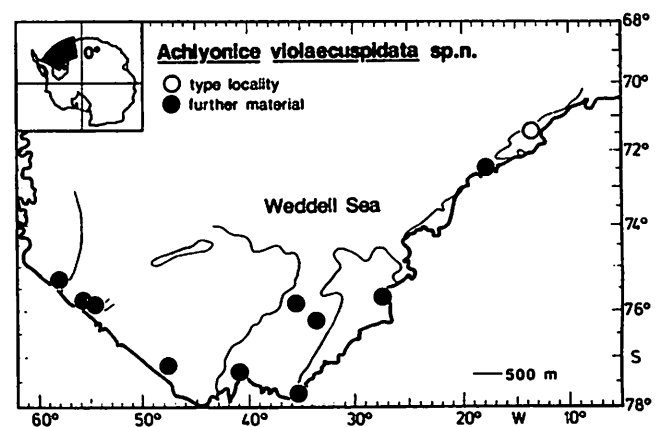 0°
Achlyonice violaecuspidata sp.n.
type locality
further material
Weddell Sea
68°
70°
72°
74°
76°
S
78°
500 m
60° 50° 40° 30° 20° W 10°